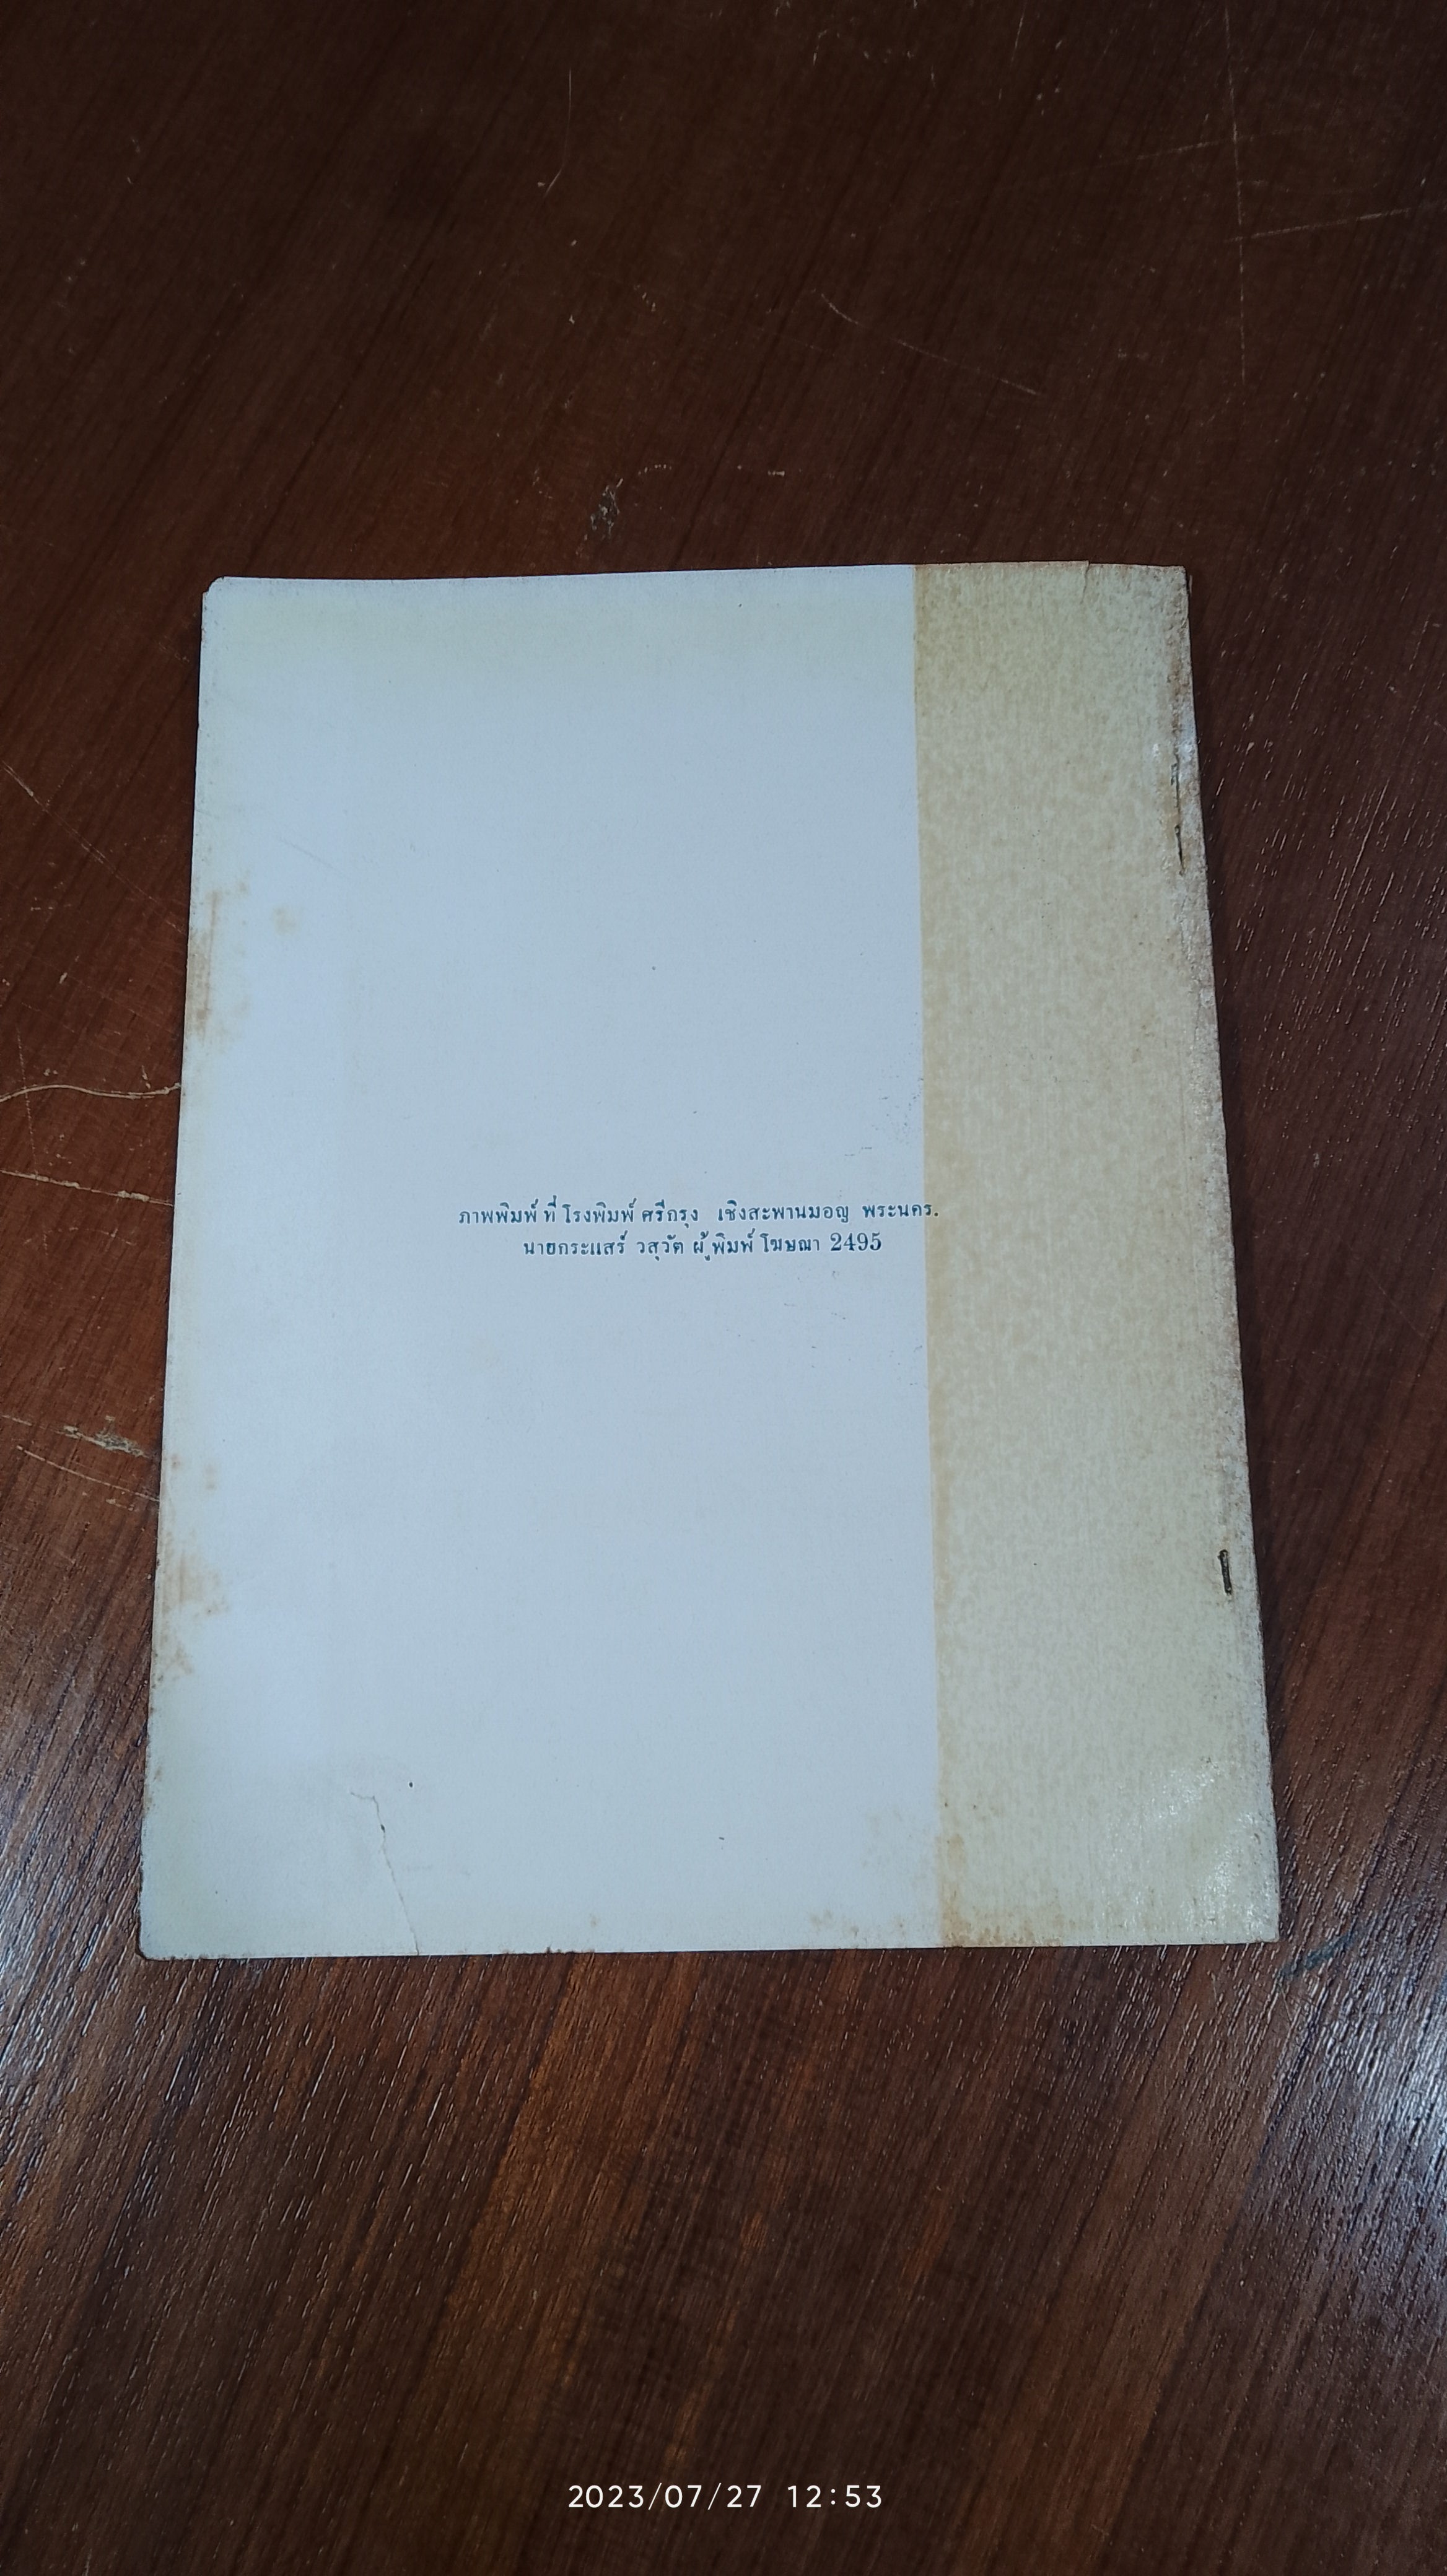 ภาพพิมพ์ ที่ โรงพิมพ์ ศรีกรุง เชิงสะพานมอญ พระนคร.
นายกระแสร์ วสุวัต ผู้พิมพ์ โฆษณา 2495
2023/07/27 12:53